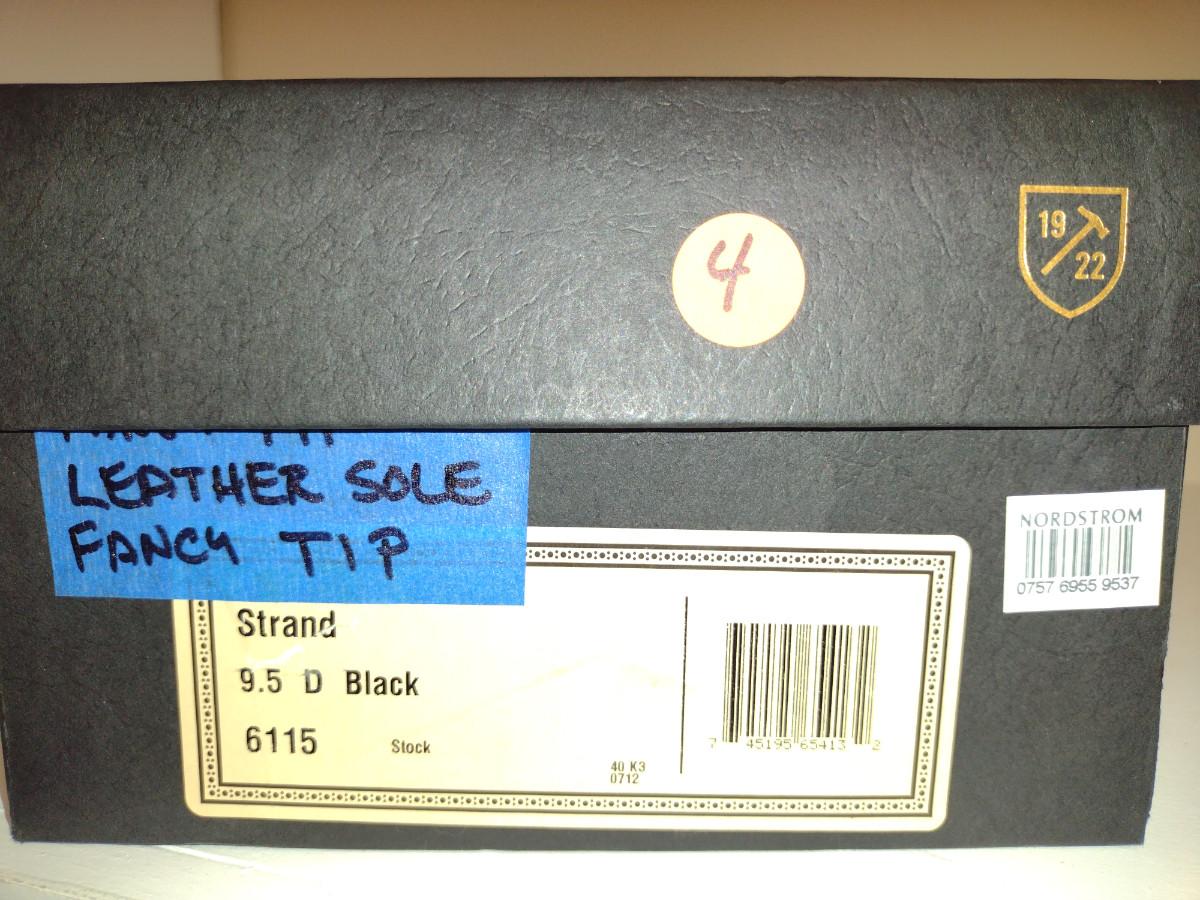 19
22
4
LEATHER SOLE
FANCY TIP
NORDSTROM
0757 6955 9537
Strand
9.5 D Black
6115 Stock
40 K3
0712
7 45195 65413 2